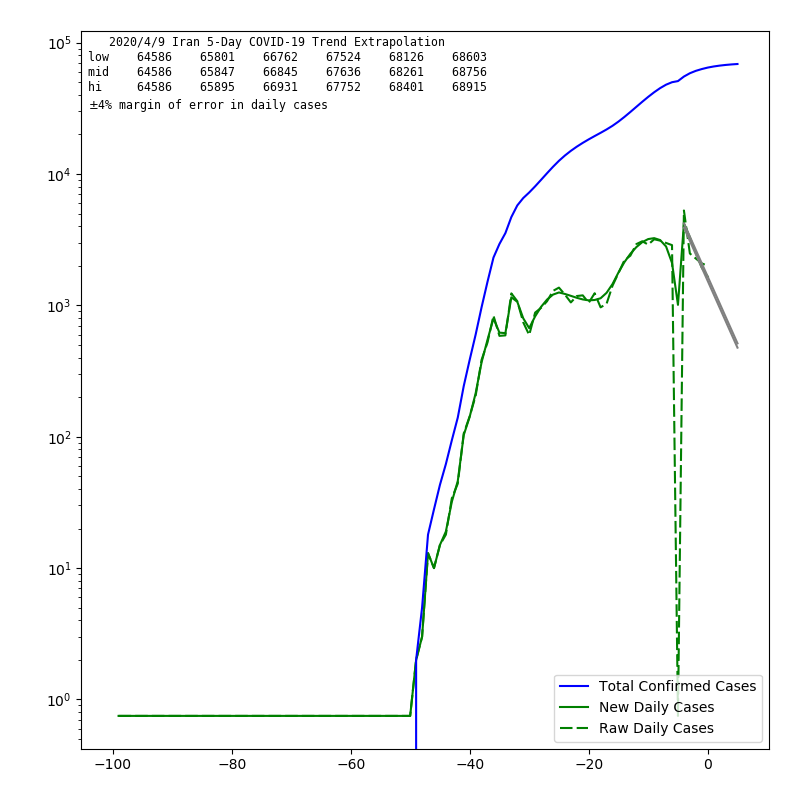 2020/4/9 Iran 5-Day COVID-19 Trend Extrapolation
low 64586 65801 66762 67524 68126 68603
mid 64586 65847 66845 67636 68261 68756
hi 64586 65895 66931 67752 68401 68915
±4% margin of error in daily cases
10^5
10^4
10^3
10^2
10^1
10^0
Total Confirmed Cases
New Daily Cases
Raw Daily Cases
−100 −80 −60 −40 −20 0